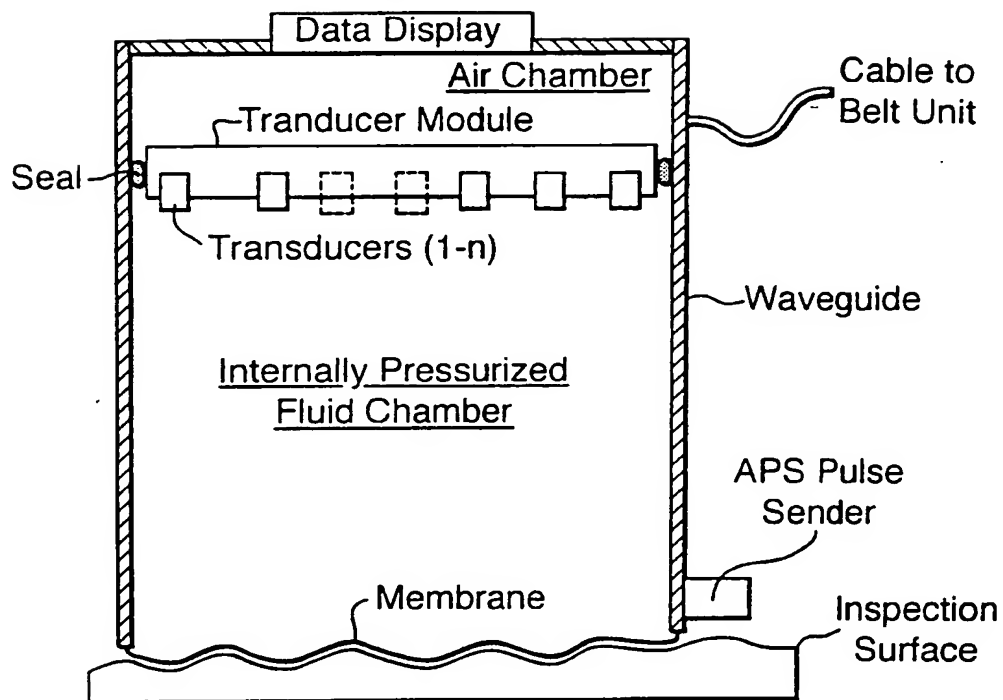 Data Display
Air Chamber
Cable to
Belt Unit
Tranducer Module
Seal
Transducers (1-n)
Waveguide
Internally Pressurized
Fluid Chamber
APS Pulse
Sender
Membrane
Inspection
Surface